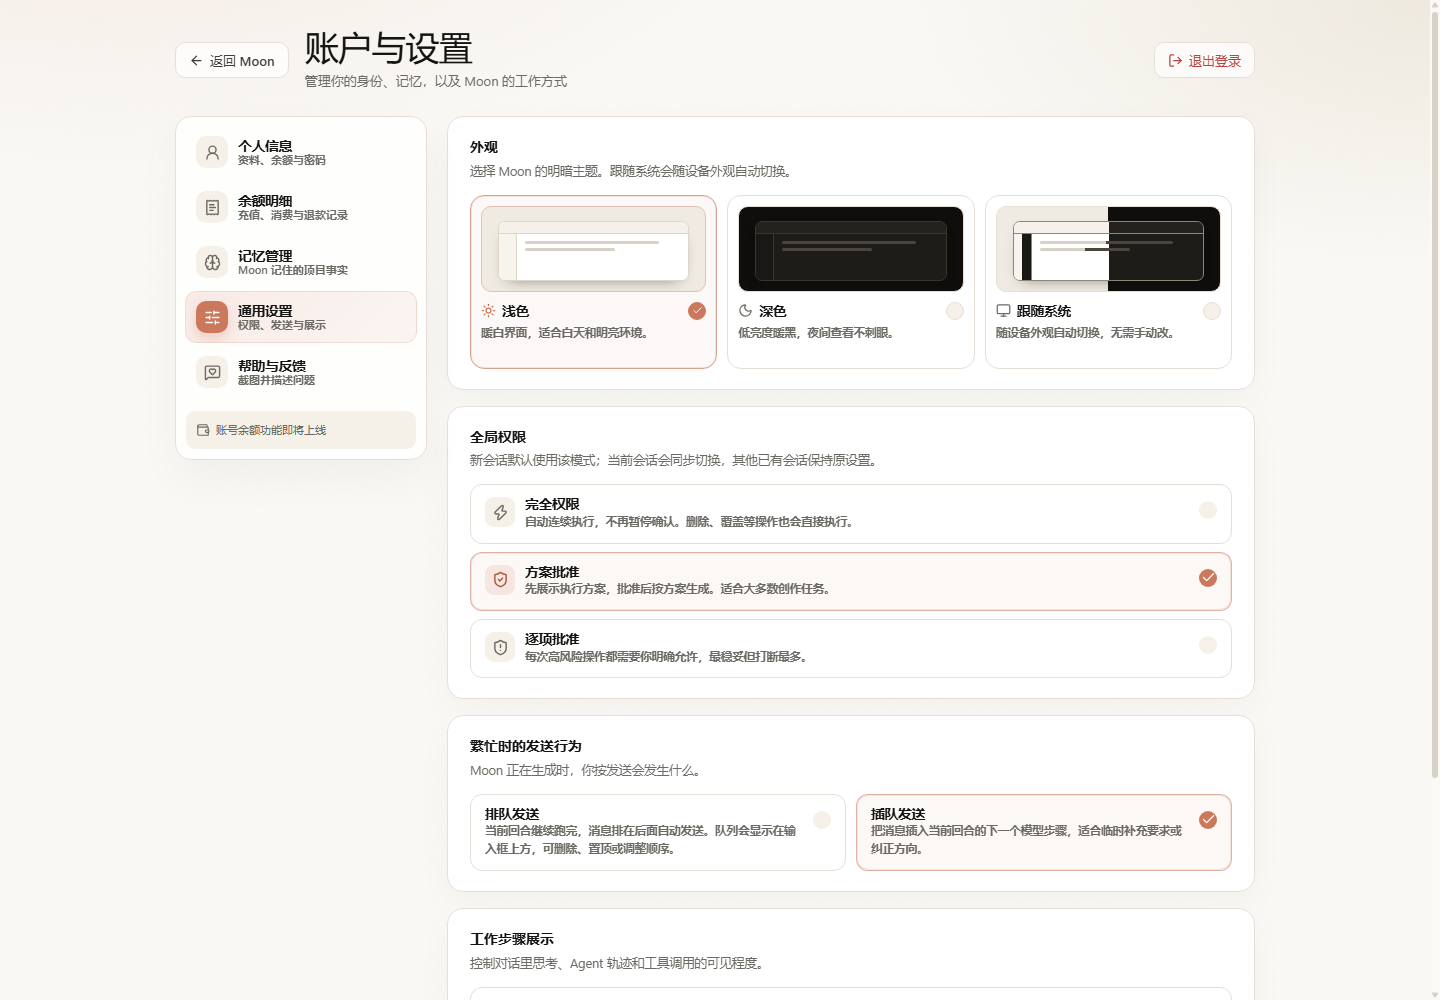 返回 Moon
账户与设置
管理你的身份、记忆，以及 Moon 的工作方式
退出登录
个人信息
资料、余额与密码
余额明细
充值、消费与退款记录
记忆管理
Moon 记住的项目事实
通用设置
权限、发送与展示
帮助与反馈
截图并描述问题
账号余额功能即将上线
外观
选择 Moon 的明暗主题。跟随系统会随设备外观自动切换。
浅色
暖白界面，适合白天和明亮环境。
深色
低亮度暖黑，夜间查看不刺眼。
跟随系统
随设备外观自动切换，无需手动改。
全局权限
新会话默认使用该模式；当前会话会同步切换，其他已有会话保持原设置。
完全权限
自动连续执行，不再暂停确认。删除、覆盖等操作也会直接执行。
方案批准
先展示执行方案，批准后按方案生成。适合大多数创作任务。
逐项批准
每次高风险操作都需要你明确允许，最稳妥但打断最多。
繁忙时的发送行为
Moon 正在生成时，你按发送会发生什么。
排队发送
当前回合继续跑完，消息排在后面自动发送。队列会显示在输
入框上方，可删除、置顶或调整顺序。
插队发送
把消息插入当前回合的下一个模型步骤，适合临时补充要求或
纠正方向。
工作步骤展示
控制对话里思考、Agent 轨迹和工具调用的可见程度。